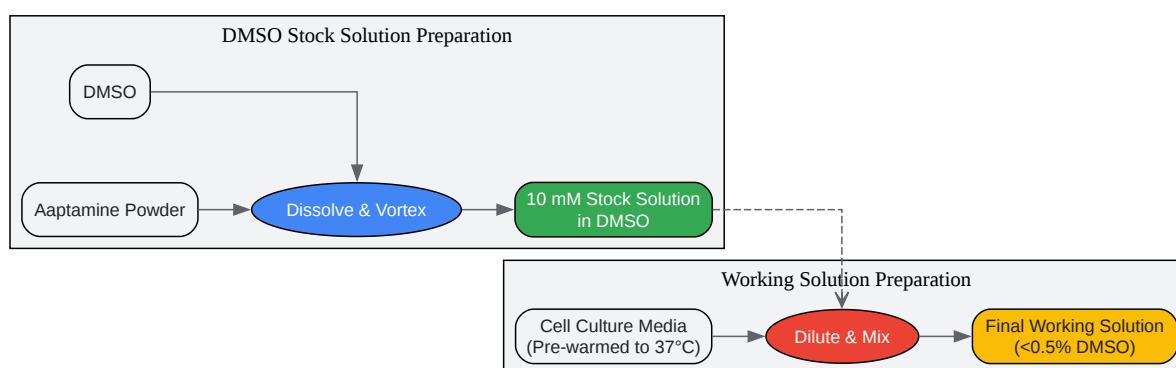 DMSO Stock Solution Preparation
DMSO
Aaptamine Powder
Dissolve & Vortex
10 mM Stock Solution
in DMSO
Working Solution Preparation
Cell Culture Media
(Pre-warmed to 37°C)
Dilute & Mix
Final Working Solution
(<0.5% DMSO)